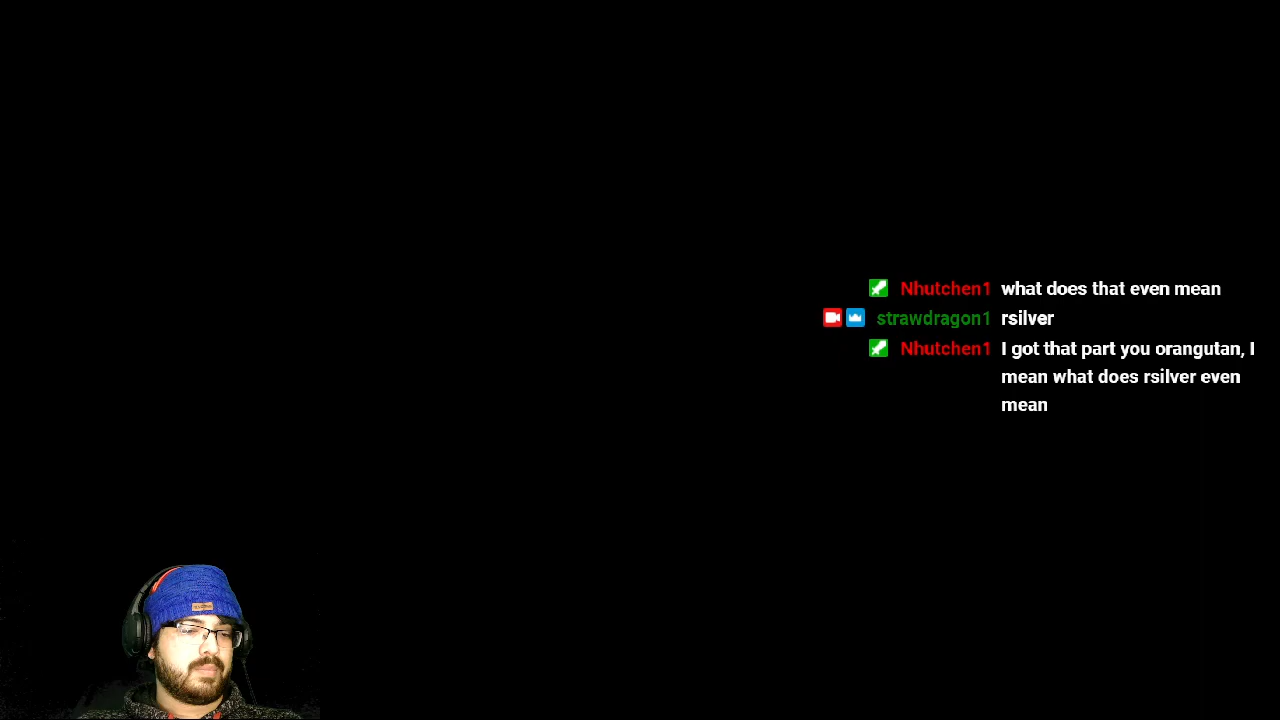 Nhutchen1 what does that even mean
strawdragon1 rsilver
Nhutchen1 I got that part you orangutan, I
mean what does rsilver even
mean